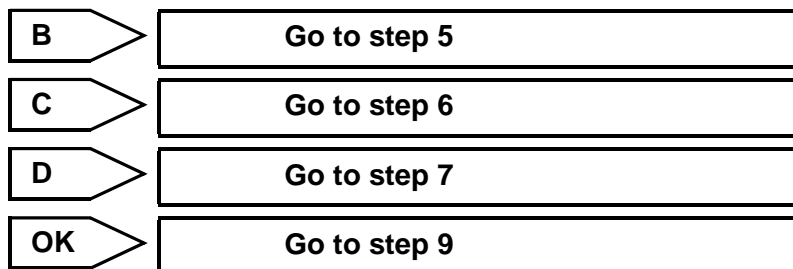 B Go to step 5
C Go to step 6
D Go to step 7
OK Go to step 9